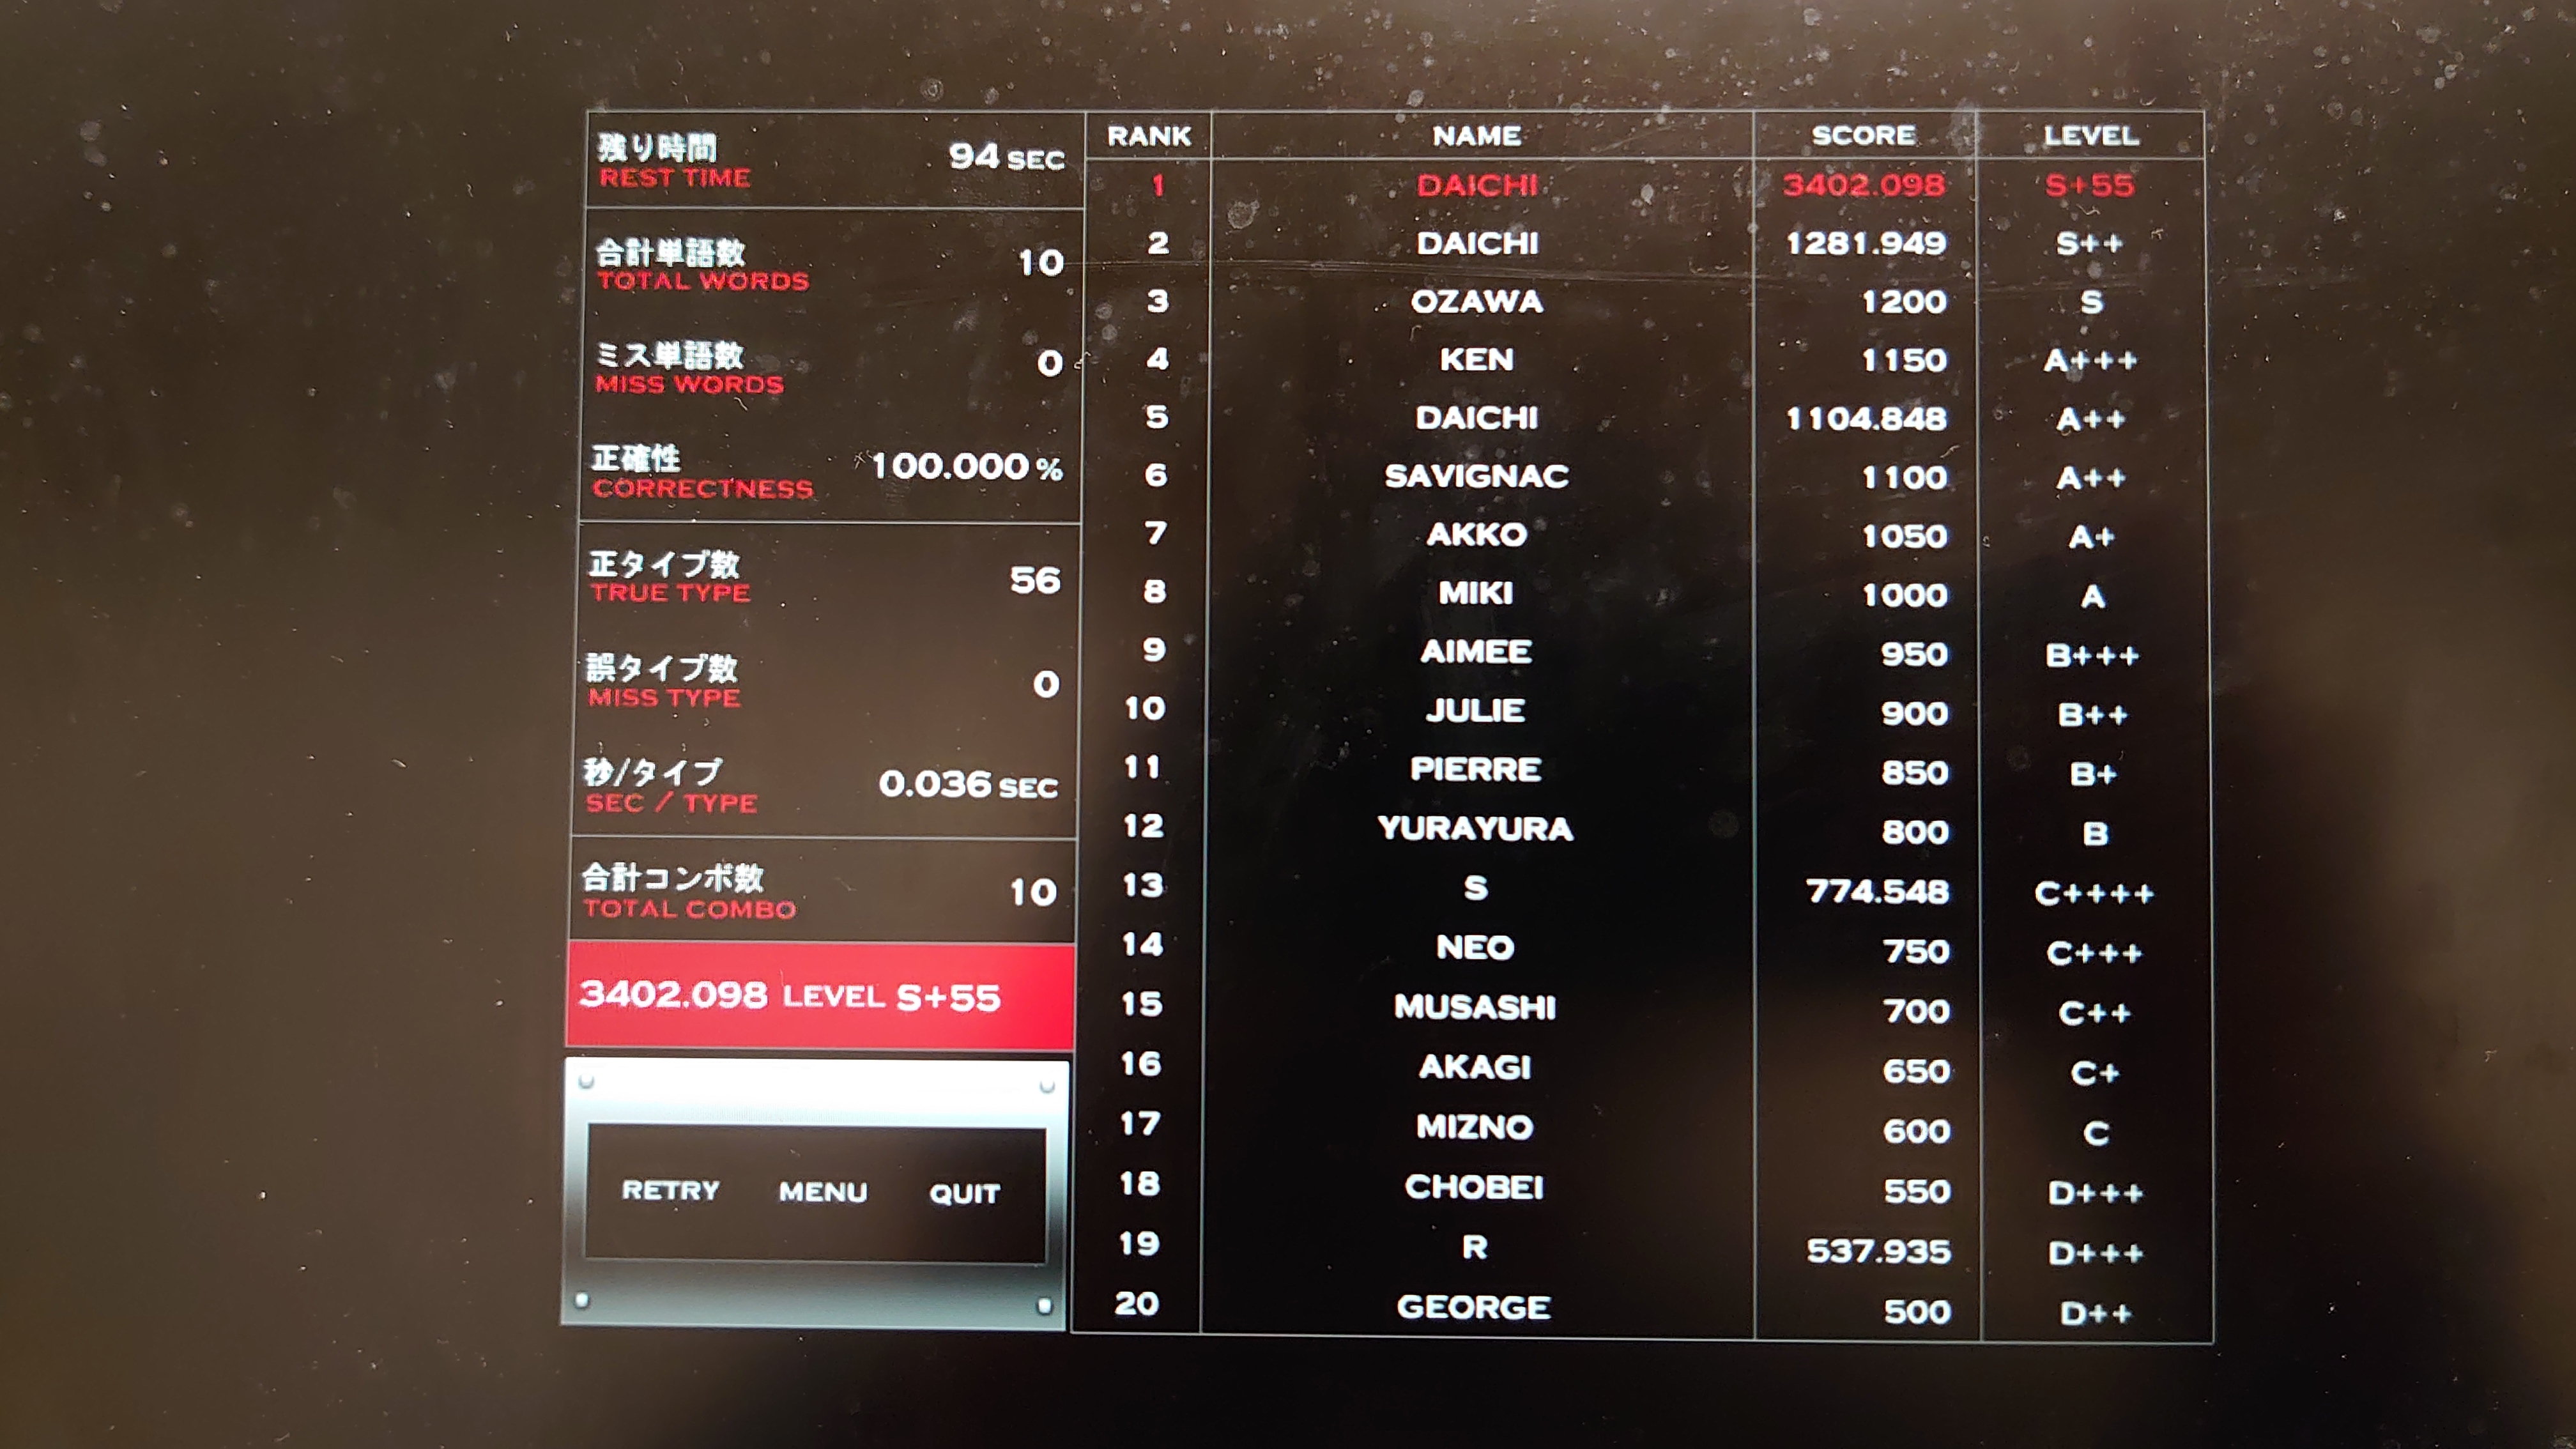 残り時間 94 SEC
REST TIME
合計単語数 10
TOTAL WORDS
ミス単語数 0
MISS WORDS
正確性 100.000 %
CORRECTNESS
正タイプ数 56
TRUE TYPE
誤タイプ数 0
MISS TYPE
秒/タイプ 0.036 SEC
SEC / TYPE
合計コンボ数 10
TOTAL COMBO
3402.098 LEVEL S+55
RETRY MENU QUIT
RANK NAME SCORE LEVEL
1 DAICHI 3402.098 S+55
2 DAICHI 1281.949 S++
3 OZAWA 1200 S
4 KEN 1150 A+++
5 DAICHI 1104.848 A++
6 SAVIGNAC 1100 A++
7 AKKO 1050 A+
8 MIKI 1000 A
9 AIMEE 950 B+++
10 JULIE 900 B++
11 PIERRE 850 B+
12 YURAYURA 800 B
13 S 774.548 C++++
14 NEO 750 C+++
15 MUSASHI 700 C++
16 AKAGI 650 C+
17 MIZNO 600 C
18 CHOBEI 550 D+++
19 R 537.935 D+++
20 GEORGE 500 D++